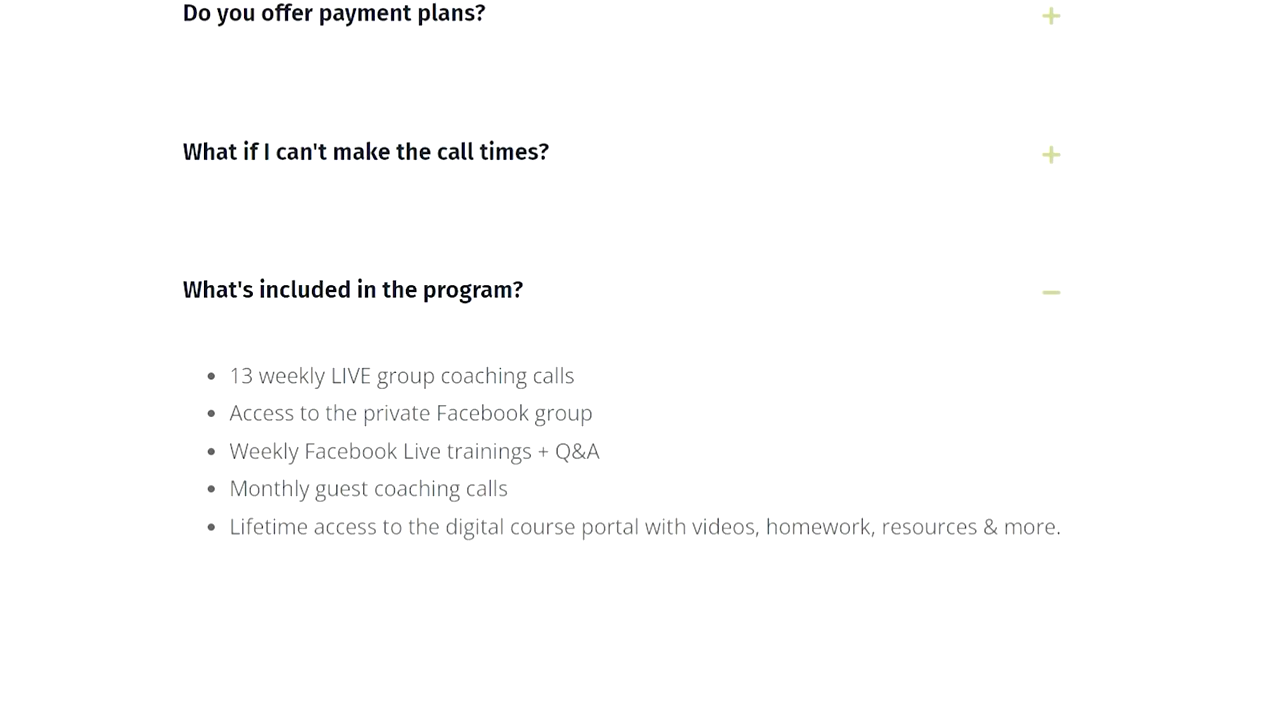 Do you offer payment plans?
What if I can't make the call times?
What's included in the program?
13 weekly LIVE group coaching calls
Access to the private Facebook group
Weekly Facebook Live trainings + Q&A
Monthly guest coaching calls
Lifetime access to the digital course portal with videos, homework, resources & more.